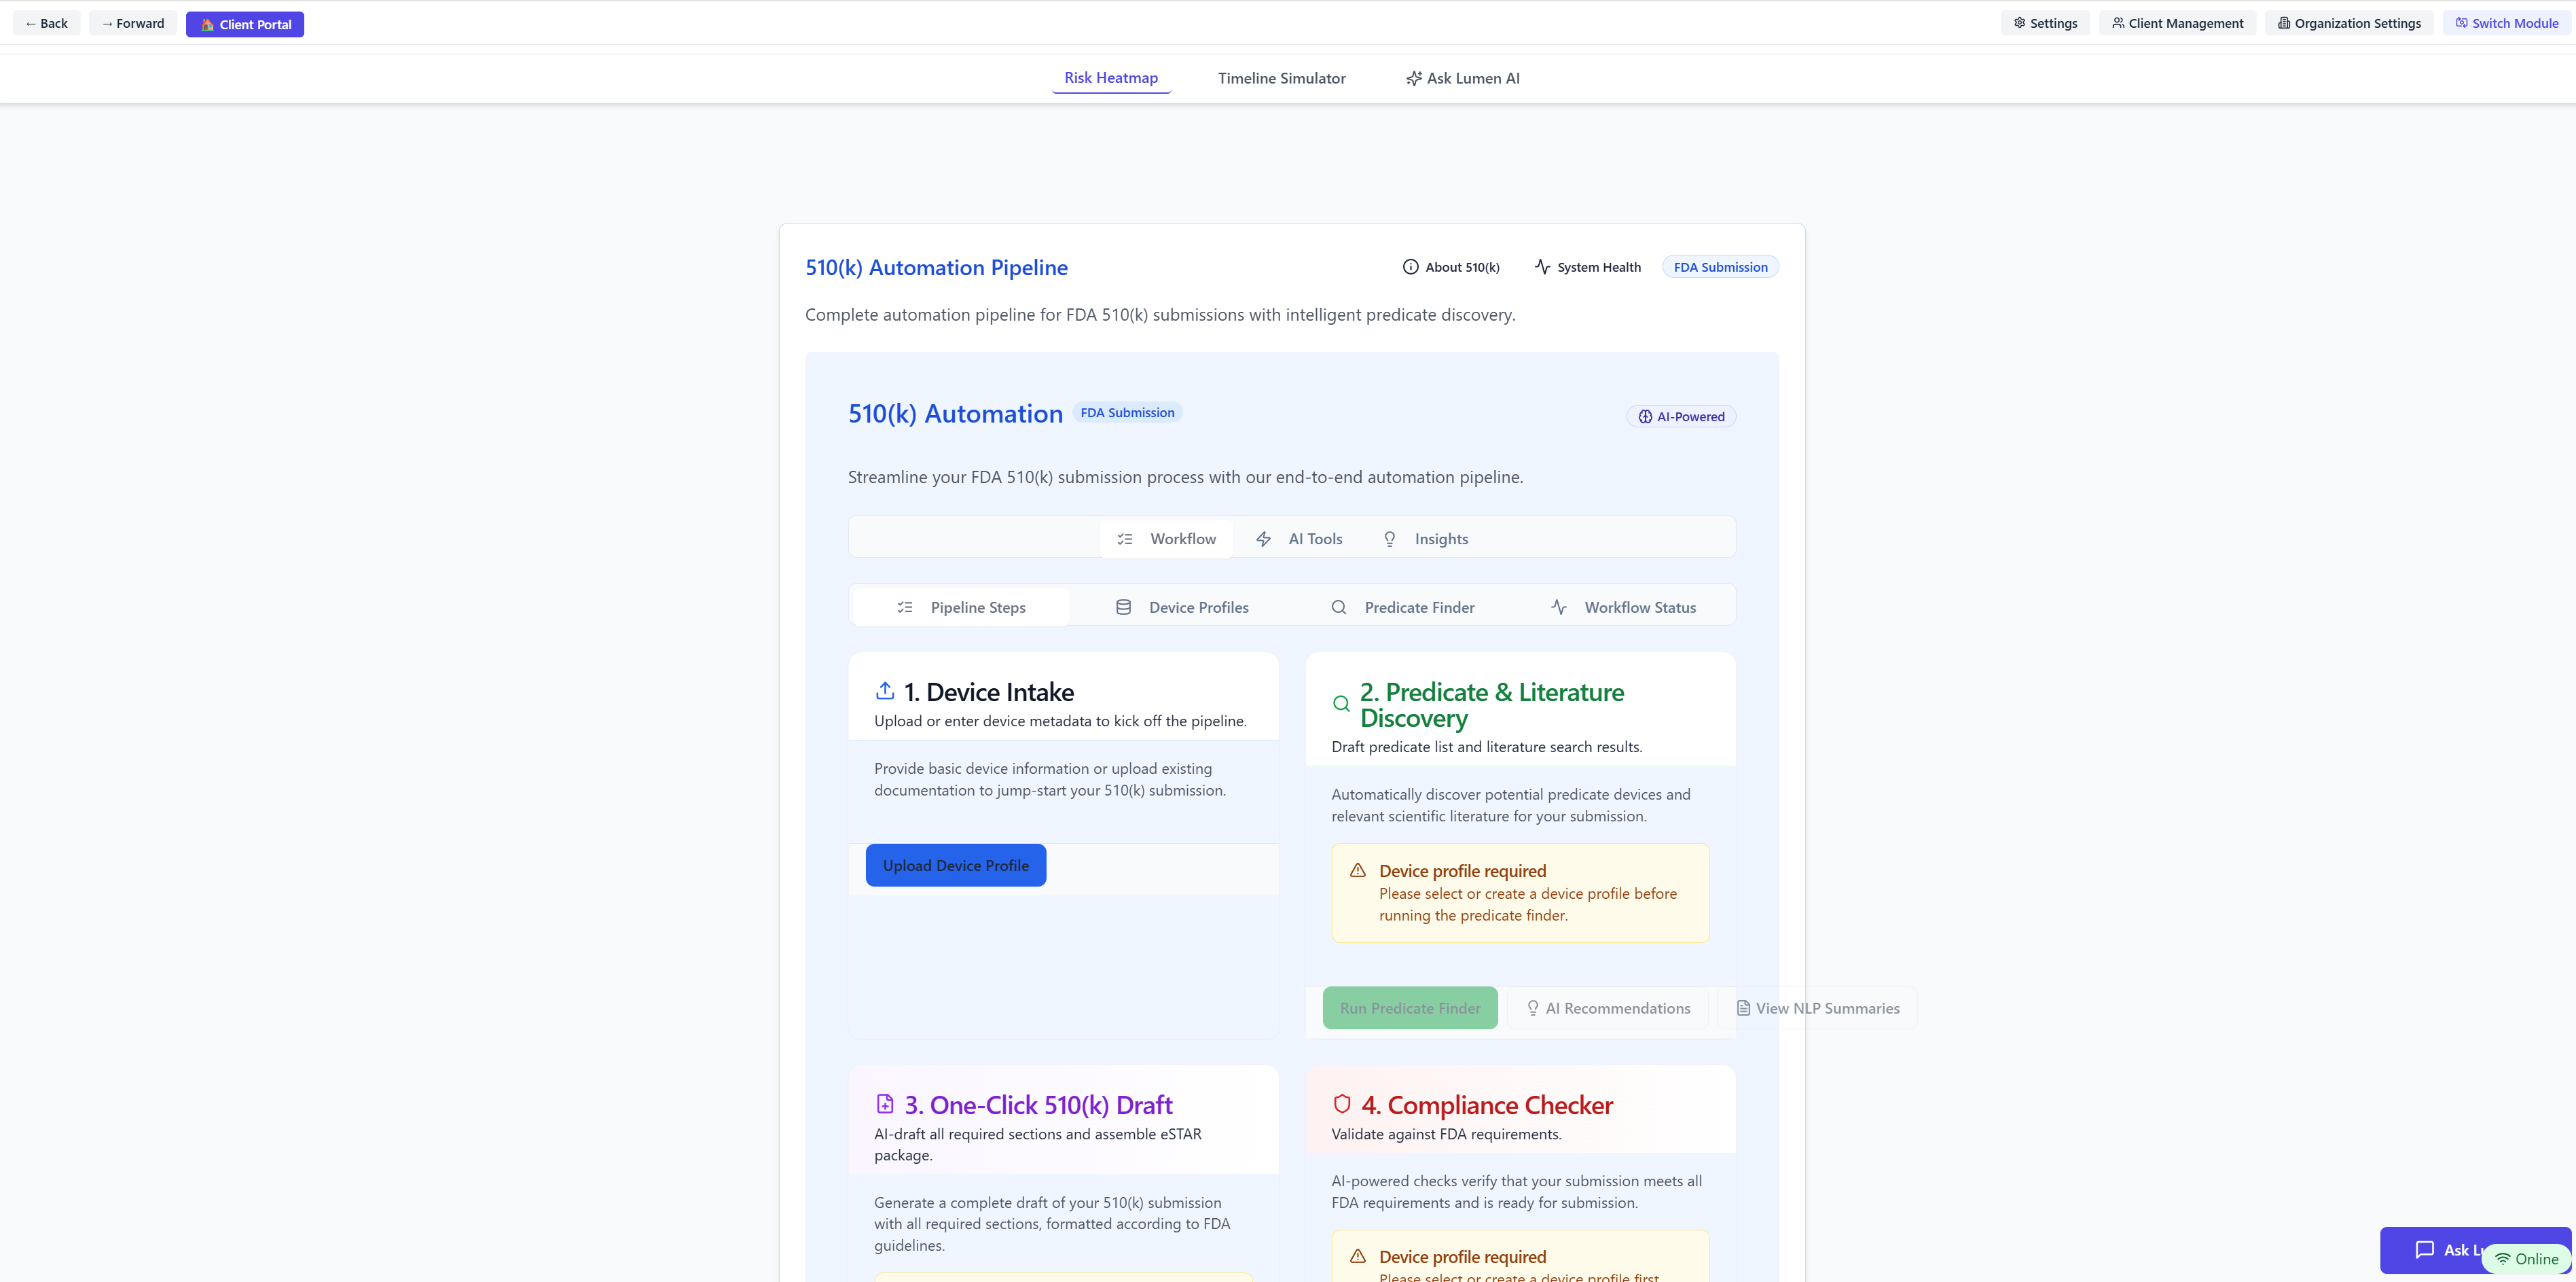 ← Back
→ Forward
🏠 Client Portal
Settings
Client Management
Organization Settings
Switch Module
Risk Heatmap
Timeline Simulator
Ask Lumen AI
510(k) Automation Pipeline
About 510(k)
System Health
FDA Submission
Complete automation pipeline for FDA 510(k) submissions with intelligent predicate discovery.
510(k) Automation
FDA Submission
AI-Powered
Streamline your FDA 510(k) submission process with our end-to-end automation pipeline.
Workflow
AI Tools
Insights
Pipeline Steps
Device Profiles
Predicate Finder
Workflow Status
1. Device Intake
Upload or enter device metadata to kick off the pipeline.
Provide basic device information or upload existing
documentation to jump-start your 510(k) submission.
Upload Device Profile
2. Predicate & Literature
Discovery
Draft predicate list and literature search results.
Automatically discover potential predicate devices and
relevant scientific literature for your submission.
Device profile required
Please select or create a device profile before
running the predicate finder.
Run Predicate Finder
AI Recommendations
View NLP Summaries
3. One-Click 510(k) Draft
AI-draft all required sections and assemble eSTAR
package.
Generate a complete draft of your 510(k) submission
with all required sections, formatted according to FDA
guidelines.
4. Compliance Checker
Validate against FDA requirements.
AI-powered checks verify that your submission meets all
FDA requirements and is ready for submission.
Device profile required
Please select or create a device profile first
Ask
Online